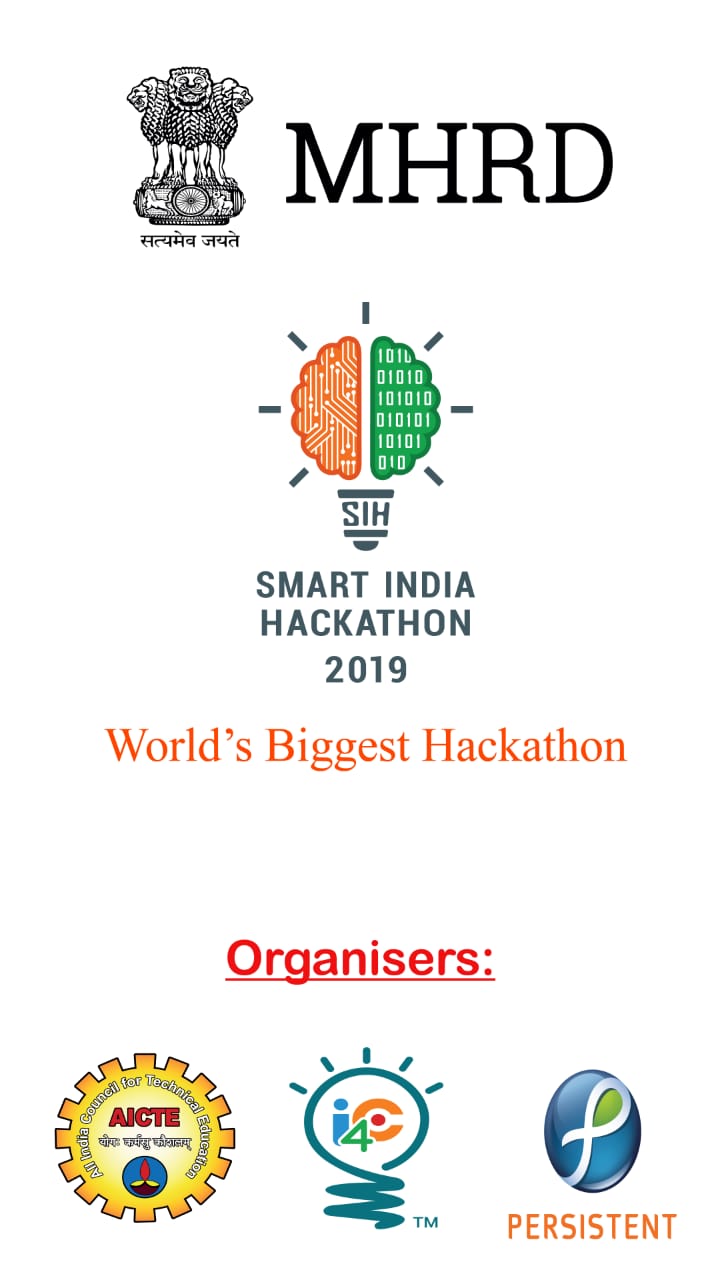 MHRD
सत्यमेव जयते
1010
01010
101010
010101
10101
010
SIH
SMART INDIA
HACKATHON
2019
World's Biggest Hackathon
Organisers:
All India Council for Technical Education
AICTE
योगः कर्मसु कौशलम्
i4C
TM
PERSISTENT